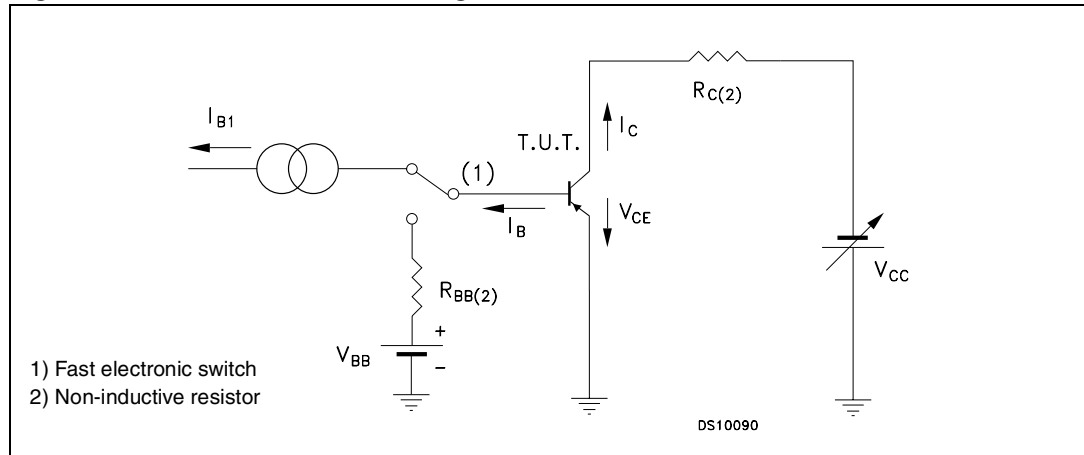 I_B1
R_C(2)
I_C
T.U.T.
(1)
I_B
V_CE
V_CC
R_BB(2)
+
V_BB
–
1) Fast electronic switch
2) Non-inductive resistor
DS10090